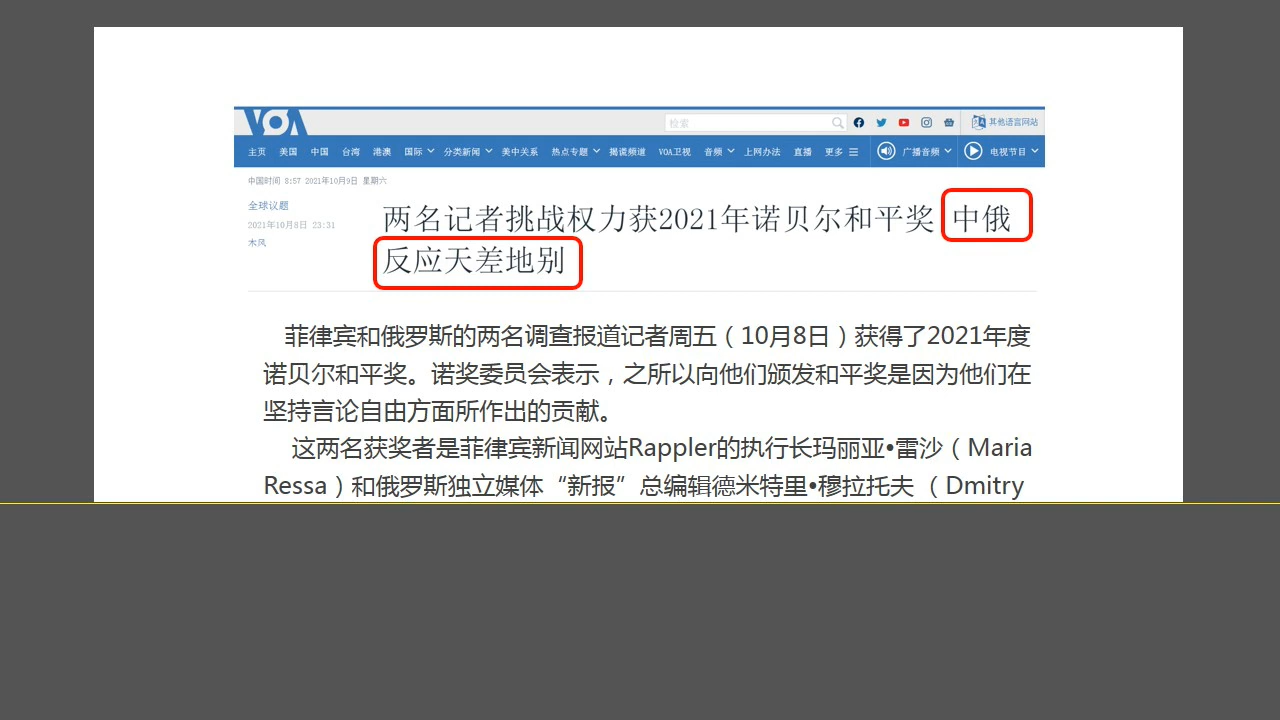 VOA
检索
其他语言网站
主页 美国 中国 台湾 港澳 国际 分类新闻 美中关系 热点专题 揭谎频道 VOA卫视 音频 上网办法 直播 更多 广播音频 电视节目
中国时间 8:57 2021年10月9日 星期六
全球议题
2021年10月8日 23:31
木风
两名记者挑战权力获2021年诺贝尔和平奖 中俄
反应天差地别
菲律宾和俄罗斯的两名调查报道记者周五（10月8日）获得了2021年度
诺贝尔和平奖。诺奖委员会表示，之所以向他们颁发和平奖是因为他们在
坚持言论自由方面所作出的贡献。
这两名获奖者是菲律宾新闻网站Rappler的执行长玛丽亚•雷沙（Maria
Ressa）和俄罗斯独立媒体“新报”总编辑德米特里•穆拉托夫（Dmitry